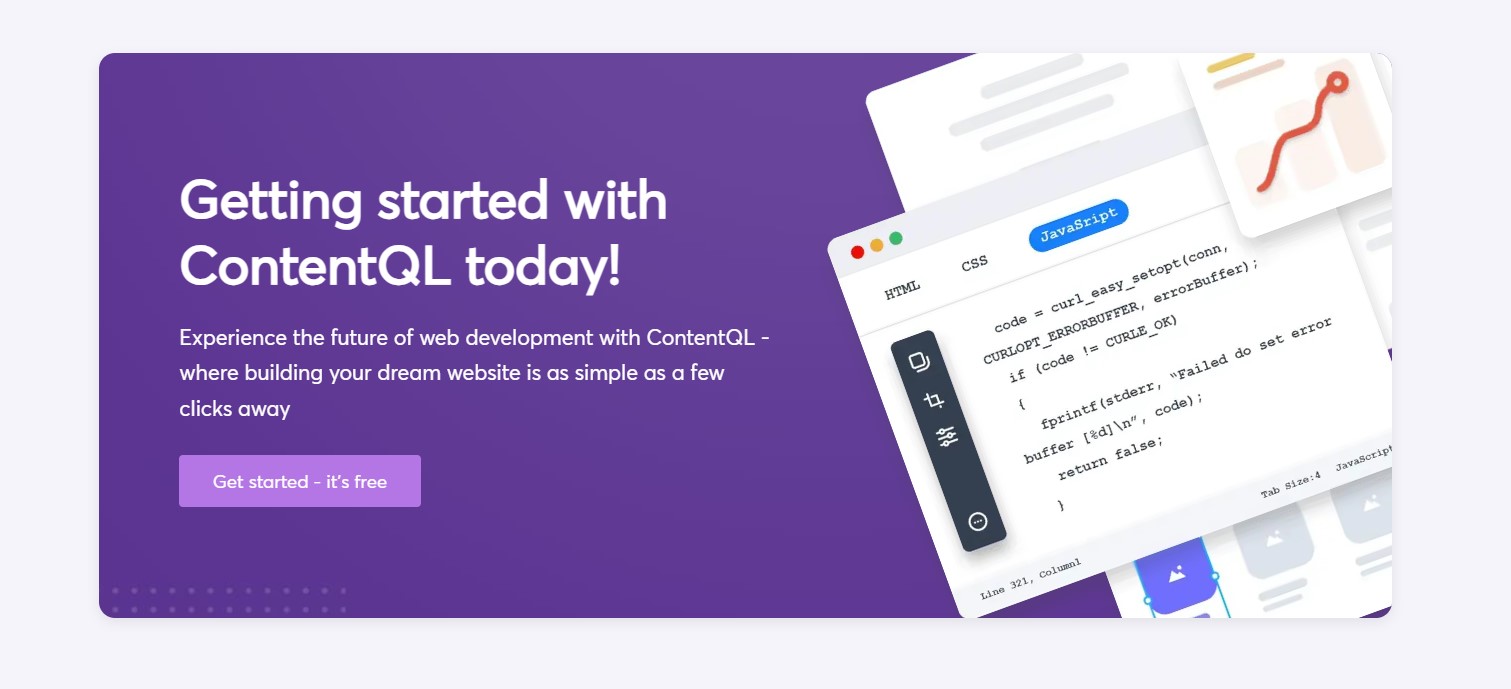 Getting started with
ContentQL today!
Experience the future of web development with ContentQL -
where building your dream website is as simple as a few
clicks away
Get started - it's free
HTML
CSS
JavaSript
code = curl_easy_setopt(conn,
CURLOPT_ERRORBUFFER, errorBuffer);
if (code != CURLE_OK)
{
fprintf(stderr, “Failed do set error
buffer [%d]\n”, code);
return false;
}
Line 321, Column1
Tab Size:4
JavaScript